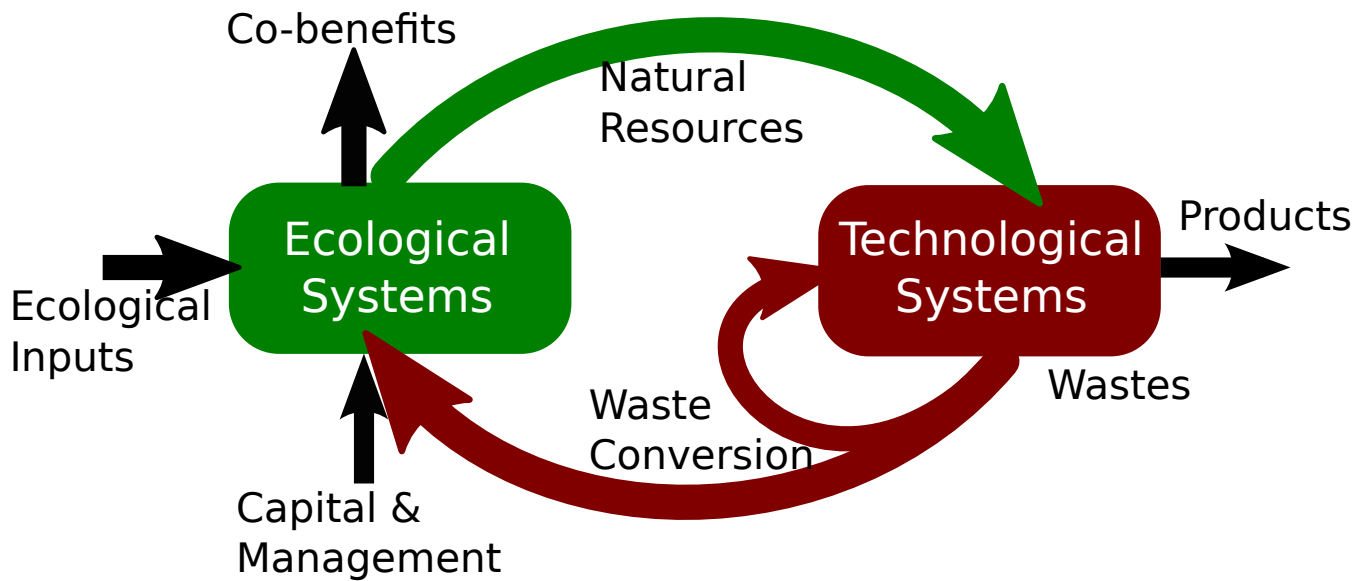 Co-benefits
Natural
Resources
Ecological
Systems
Technological
Systems
Products
Ecological
Inputs
Wastes
Waste
Conversion
Capital &
Management